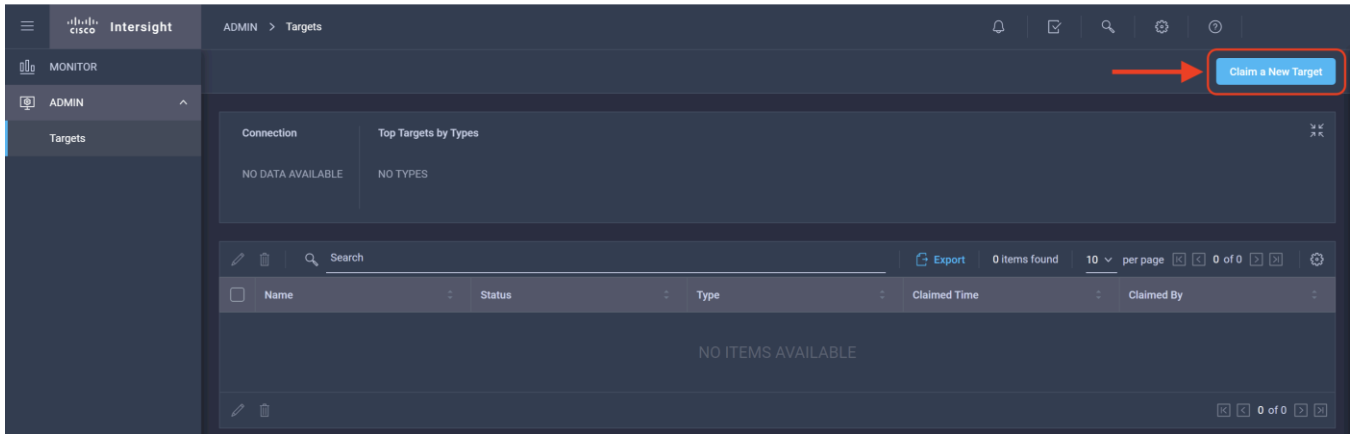 cisco Intersight
ADMIN > Targets
MONITOR
ADMIN
Targets
Claim a New Target
Connection
Top Targets by Types
NO DATA AVAILABLE
NO TYPES
Search
Export
0 items found
10 per page
0 of 0
Name
Status
Type
Claimed Time
Claimed By
NO ITEMS AVAILABLE
0 of 0